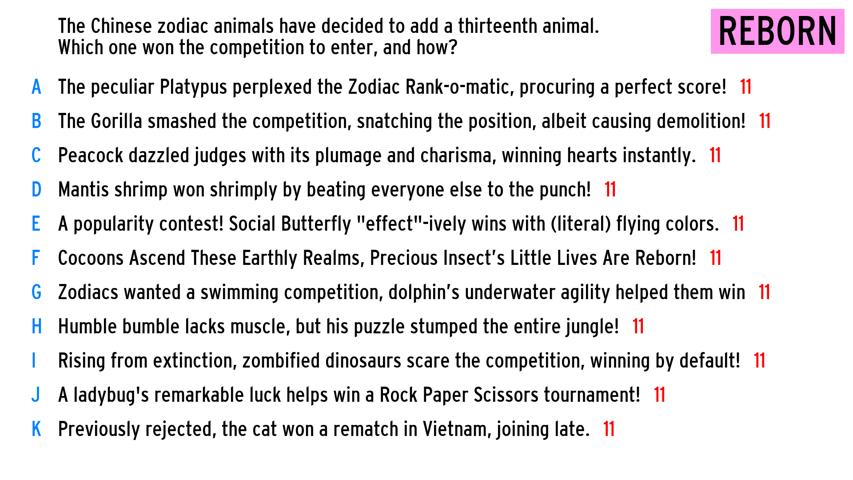 The Chinese zodiac animals have decided to add a thirteenth animal.
Which one won the competition to enter, and how?
REBORN
A The peculiar Platypus perplexed the Zodiac Rank-o-matic, procuring a perfect score! 11
B The Gorilla smashed the competition, snatching the position, albeit causing demolition! 11
C Peacock dazzled judges with its plumage and charisma, winning hearts instantly. 11
D Mantis shrimp won shrimply by beating everyone else to the punch! 11
E A popularity contest! Social Butterfly "effect"-ively wins with (literal) flying colors. 11
F Cocoons Ascend These Earthly Realms, Precious Insect's Little Lives Are Reborn! 11
G Zodiacs wanted a swimming competition, dolphin's underwater agility helped them win 11
H Humble bumble lacks muscle, but his puzzle stumped the entire jungle! 11
I Rising from extinction, zombified dinosaurs scare the competition, winning by default! 11
J A ladybug's remarkable luck helps win a Rock Paper Scissors tournament! 11
K Previously rejected, the cat won a rematch in Vietnam, joining late. 11